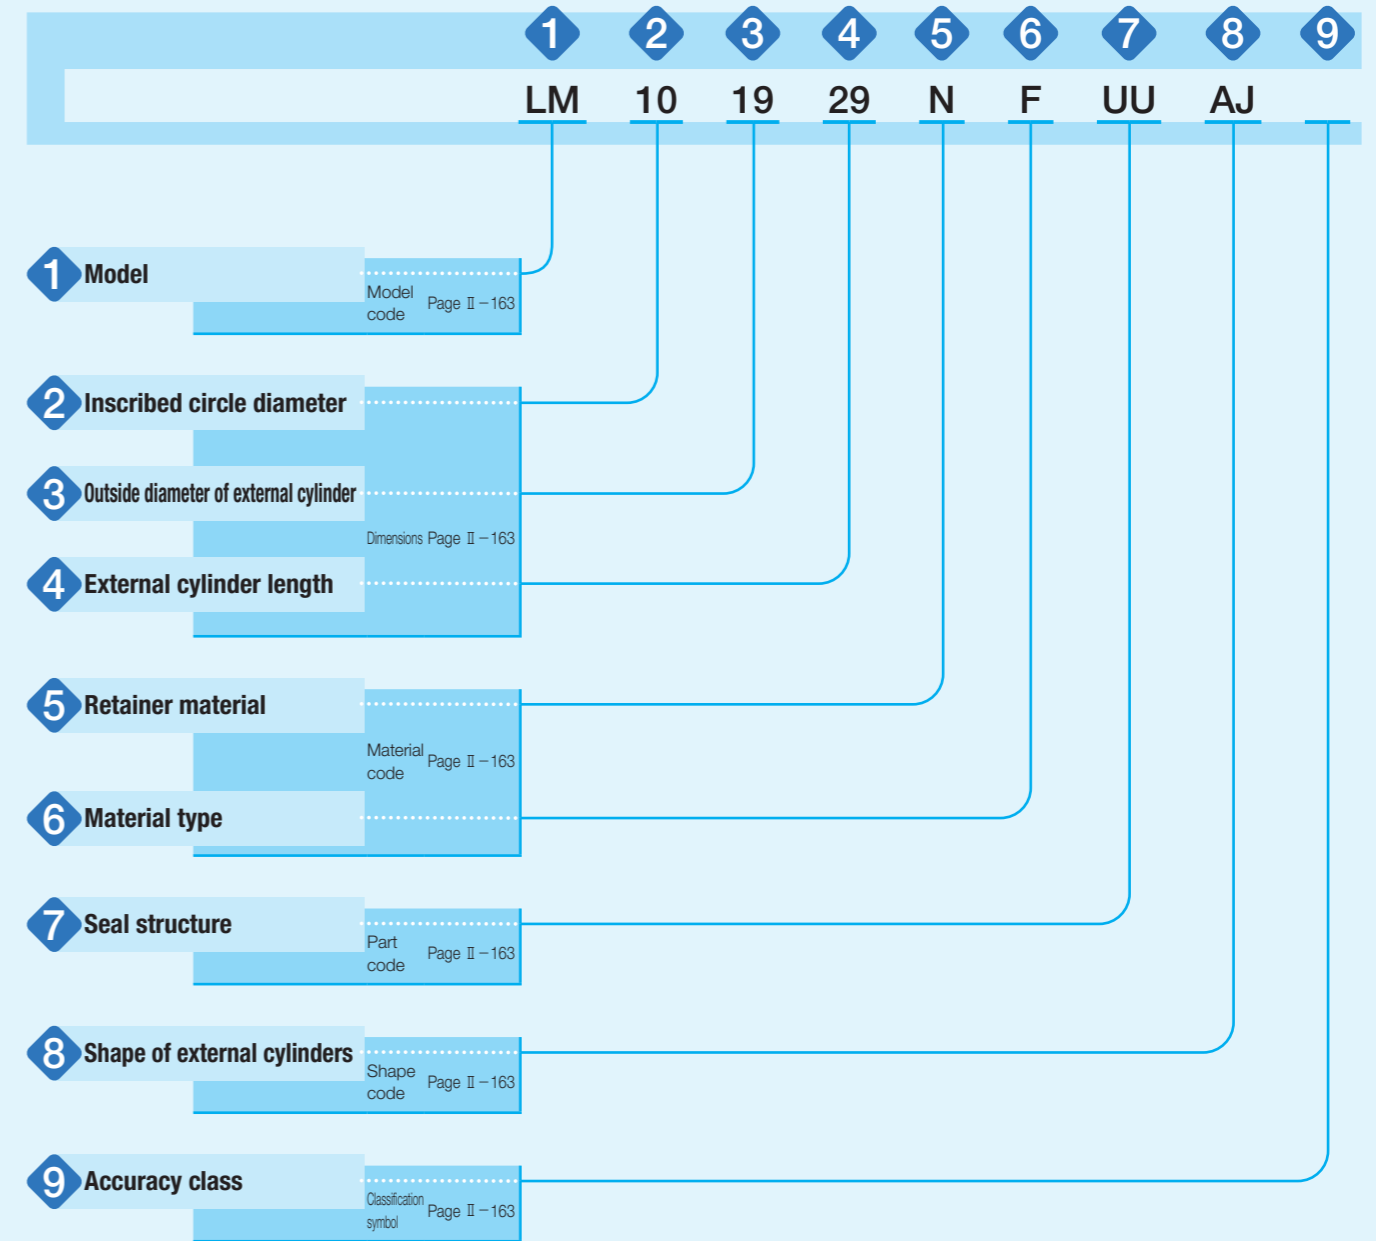 1 2 3 4 5 6 7 8 9
LM 10 19 29 N F UU AJ
1 Model
Model
code
Page Ⅱ－163
2 Inscribed circle diameter
3 Outside diameter of external cylinder
Dimensions Page Ⅱ－163
4 External cylinder length
5 Retainer material
Material
code
Page Ⅱ－163
6 Material type
7 Seal structure
Part
code
Page Ⅱ－163
8 Shape of external cylinders
Shape
code
Page Ⅱ－163
9 Accuracy class
Classification
symbol
Page Ⅱ－163